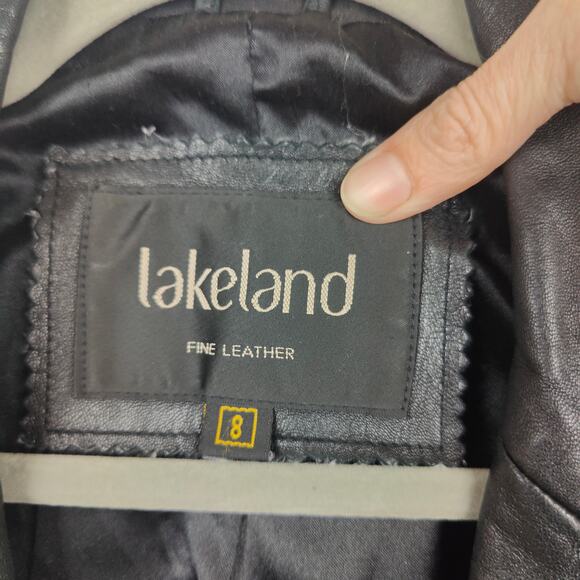 lakeland
FINE LEATHER
8